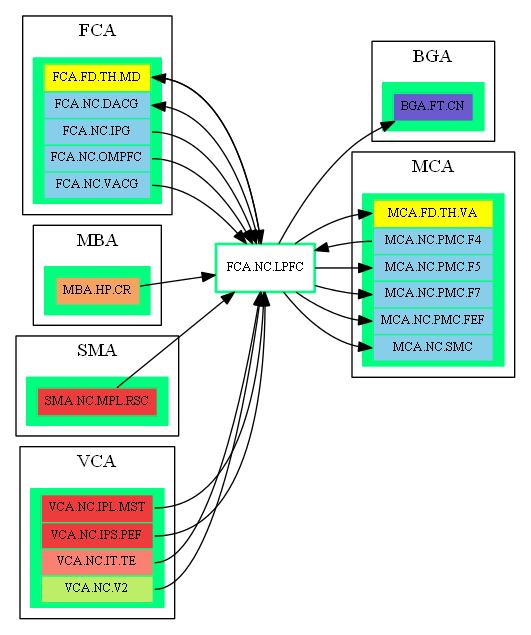 FCA
FCA.FD.TH.MD
FCA.NC.DACG
FCA.NC.IPG
FCA.NC.OMPFC
FCA.NC.VACG
MBA
MBA.HP.CR
SMA
SMA.NC.MPL.RSC
VCA
VCA.NC.IPL.MST
VCA.NC.IPS.PEF
VCA.NC.IT.TE
VCA.NC.V2
FCA.NC.LPFC
BGA
BGA.FT.CN
MCA
MCA.FD.TH.VA
MCA.NC.PMC.F4
MCA.NC.PMC.F5
MCA.NC.PMC.F7
MCA.NC.PMC.FEF
MCA.NC.SMC